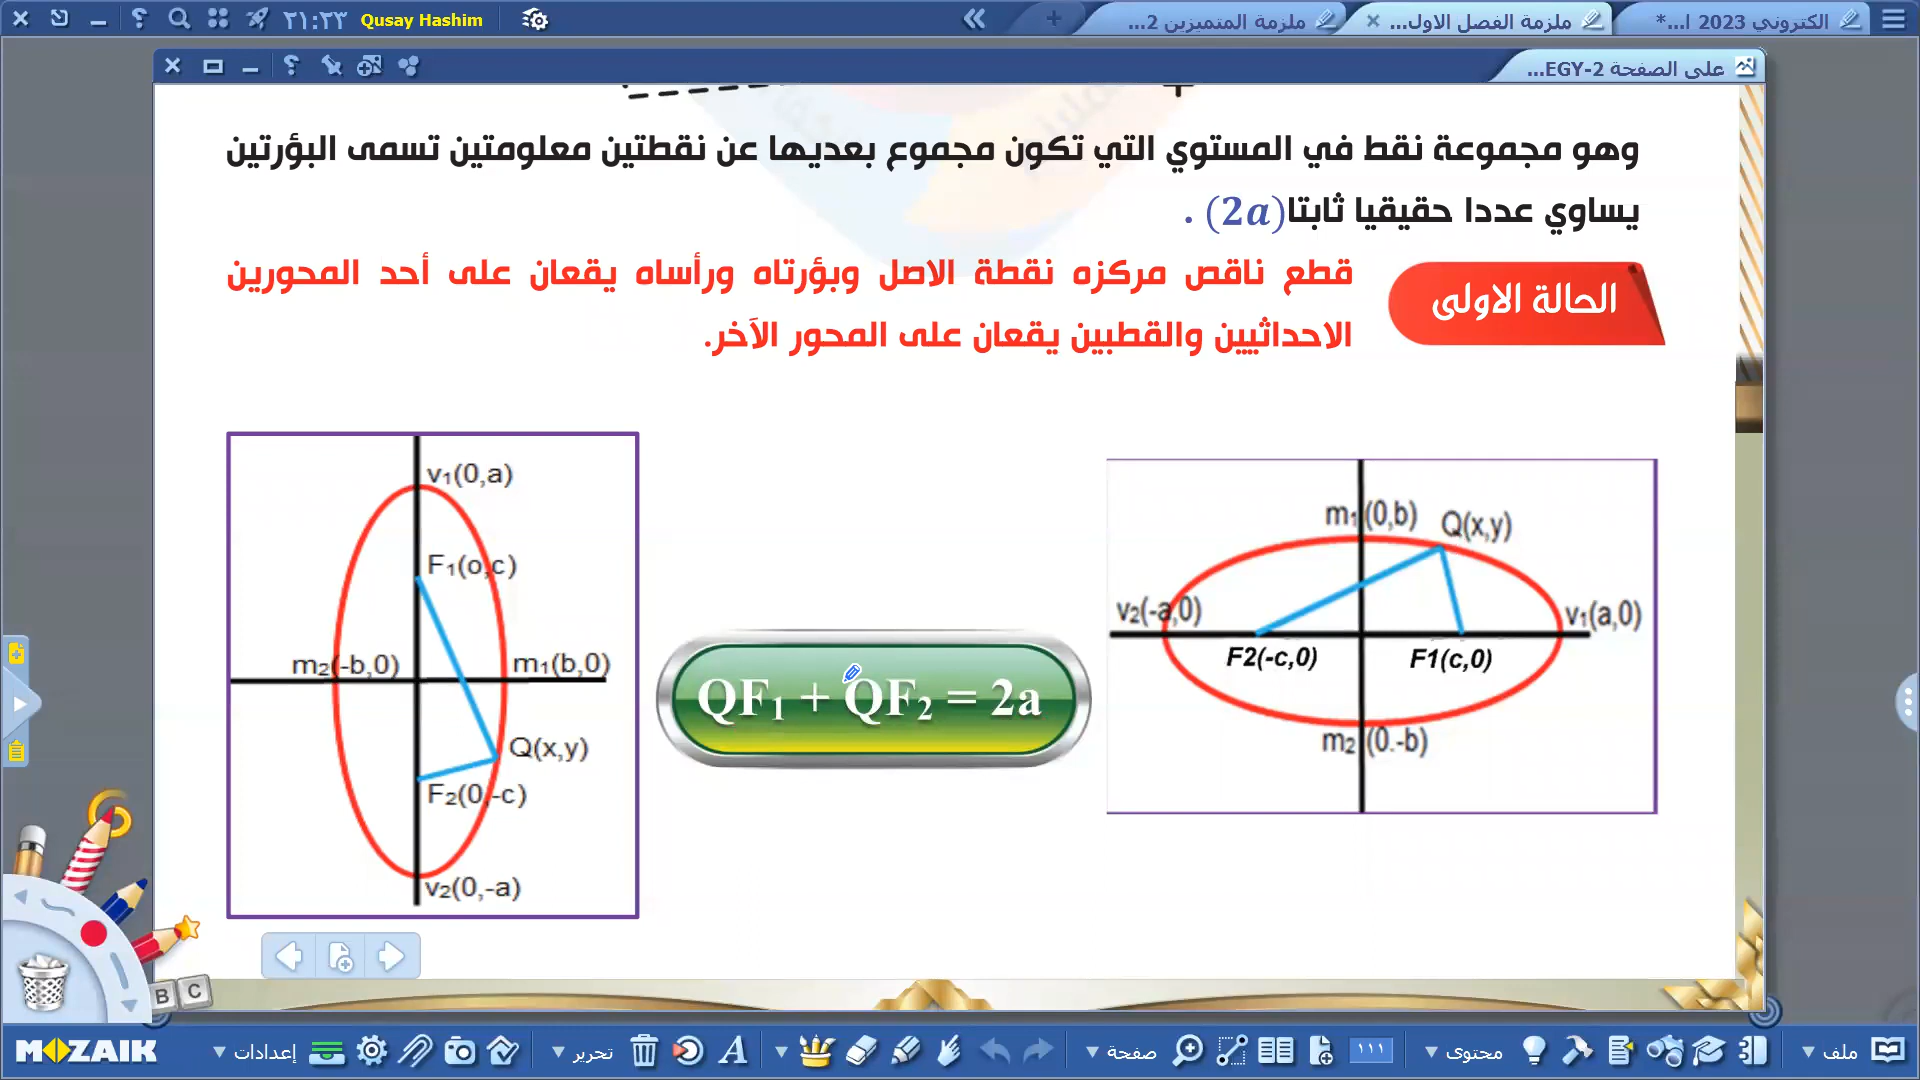 ٢١:٢٣ Qusay Hashim
ملزمة المتميزين 2...
ملزمة الفصل الاول...
الكتروني 2023 ا...*
على الصفحة EGY-2...
وهو مجموعة نقط في المستوي التي تكون مجموع بعديها عن نقطتين معلومتين تسمى البؤرتين
يساوي عددا حقيقيا ثابتا(2a) .
الحالة الاولى
قطع ناقص مركزه نقطة الاصل وبؤرتاه ورأساه يقعان على أحد المحورين
الاحداثيين والقطبين يقعان على المحور الآخر.
v1(0,a)
F1(o,c)
m2(-b,0)
m1(b,0)
Q(x,y)
F2(0,-c)
v2(0,-a)
QF1 + QF2 = 2a
m1(0,b)
Q(x,y)
v2(-a,0)
v1(a,0)
F2(-c,0)
F1(c,0)
m2(0.-b)
B C
MOZAIK
إعدادات
تحرير
A
صفحة
١١١
محتوى
ملف